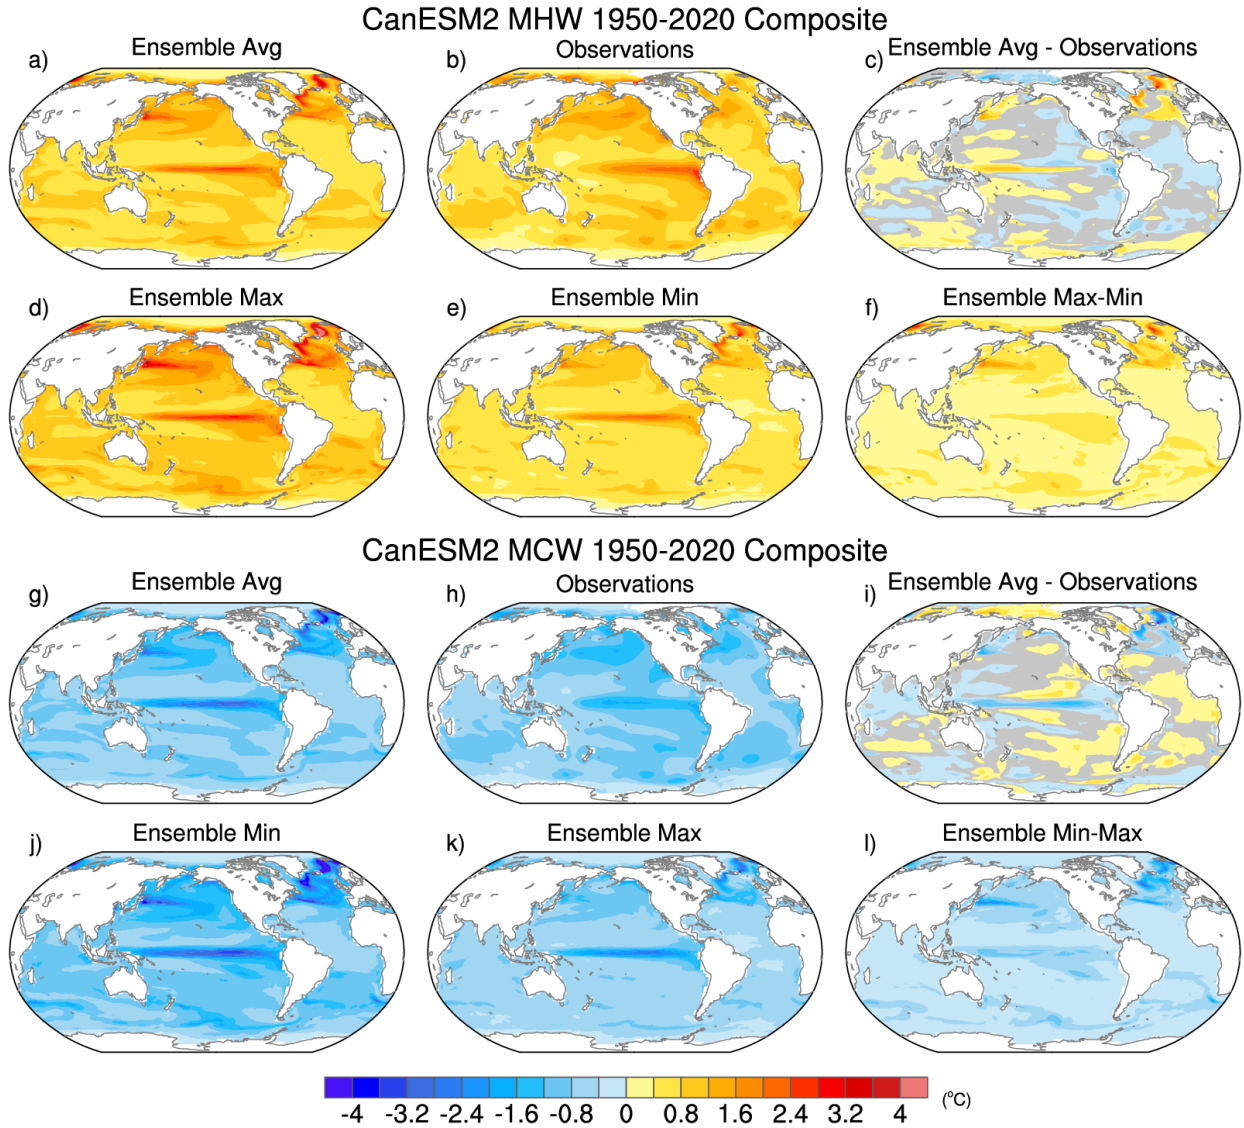 CanESM2 MHW 1950-2020 Composite
a) Ensemble Avg b) Observations c) Ensemble Avg - Observations
d) Ensemble Max e) Ensemble Min f) Ensemble Max-Min
CanESM2 MCW 1950-2020 Composite
g) Ensemble Avg h) Observations i) Ensemble Avg - Observations
j) Ensemble Min k) Ensemble Max l) Ensemble Min-Max
-4 -3.2 -2.4 -1.6 -0.8 0 0.8 1.6 2.4 3.2 4 (°C)